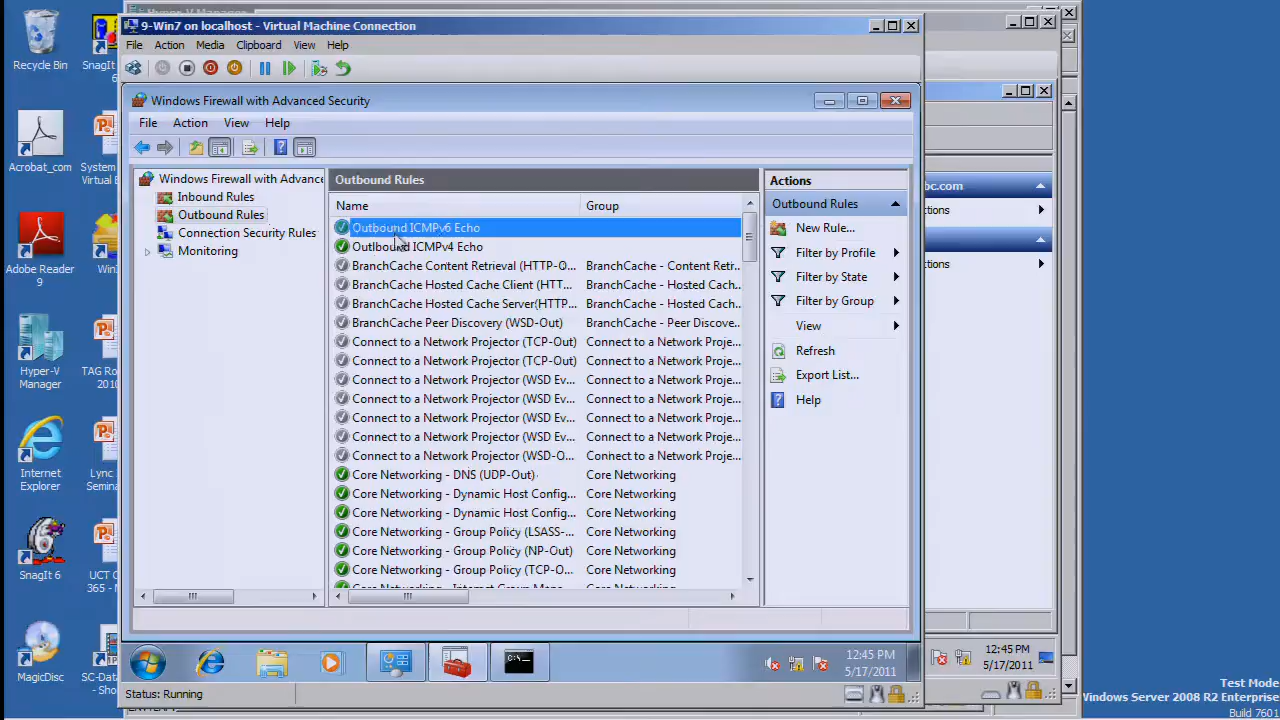 Recycle Bin
SnagIt
6
Acrobat_com
System
Virtual E
Adobe Reader
9
Win
Hyper-V
Manager
TAG Ro
2010
Internet
Explorer
Lync
Semina
SnagIt 6
UCT C
365 - M
MagicDisc
SC-Data
- Sho
9-Win7 on localhost - Virtual Machine Connection
File Action Media Clipboard View Help
Windows Firewall with Advanced Security
File Action View Help
Windows Firewall with Advance
Inbound Rules
Outbound Rules
Connection Security Rules
Monitoring
Outbound Rules
Name Group
Outbound ICMPv6 Echo
Outlbound ICMPv4 Echo
BranchCache Content Retrieval (HTTP-O... BranchCache - Content Retr...
BranchCache Hosted Cache Client (HTT... BranchCache - Hosted Cach...
BranchCache Hosted Cache Server(HTTP... BranchCache - Hosted Cach...
BranchCache Peer Discovery (WSD-Out) BranchCache - Peer Discove...
Connect to a Network Projector (TCP-Out) Connect to a Network Proje...
Connect to a Network Projector (TCP-Out) Connect to a Network Proje...
Connect to a Network Projector (WSD Ev... Connect to a Network Proje...
Connect to a Network Projector (WSD Ev... Connect to a Network Proje...
Connect to a Network Projector (WSD Ev... Connect to a Network Proje...
Connect to a Network Projector (WSD Ev... Connect to a Network Proje...
Connect to a Network Projector (WSD-O... Connect to a Network Proje...
Core Networking - DNS (UDP-Out) Core Networking
Core Networking - Dynamic Host Config... Core Networking
Core Networking - Dynamic Host Config... Core Networking
Core Networking - Group Policy (LSASS-... Core Networking
Core Networking - Group Policy (NP-Out) Core Networking
Core Networking - Group Policy (TCP-O... Core Networking
Actions
Outbound Rules
New Rule...
Filter by Profile
Filter by State
Filter by Group
View
Refresh
Export List...
Help
bc.com
ctions
ctions
12:45 PM
5/17/2011
12:45 PM
5/17/2011
Status: Running
Test Mode
Windows Server 2008 R2 Enterprise
Build 7601